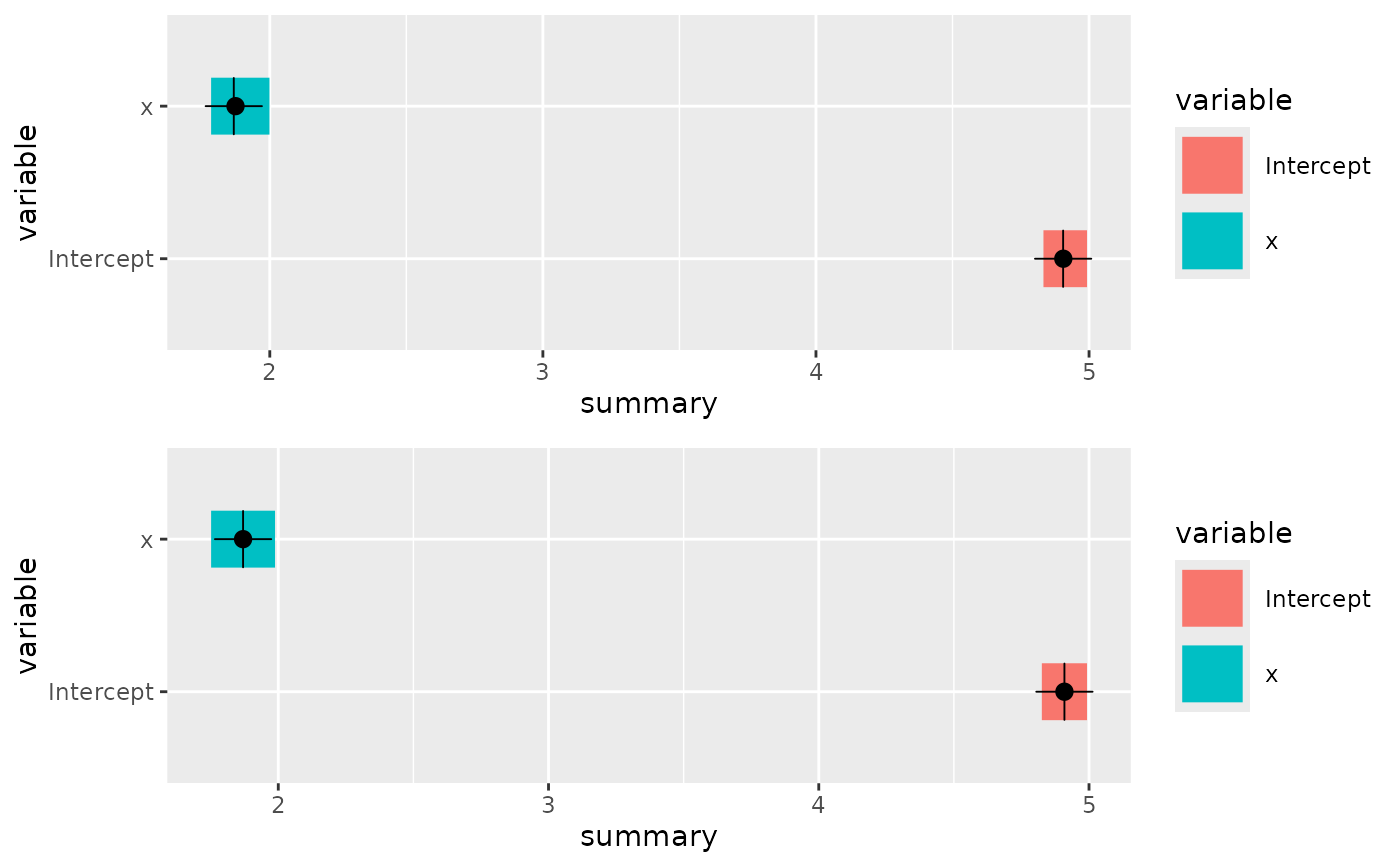 variable
x
Intercept
2 3 4 5
summary
variable
Intercept
x
variable
x
Intercept
2 3 4 5
summary
variable
Intercept
x